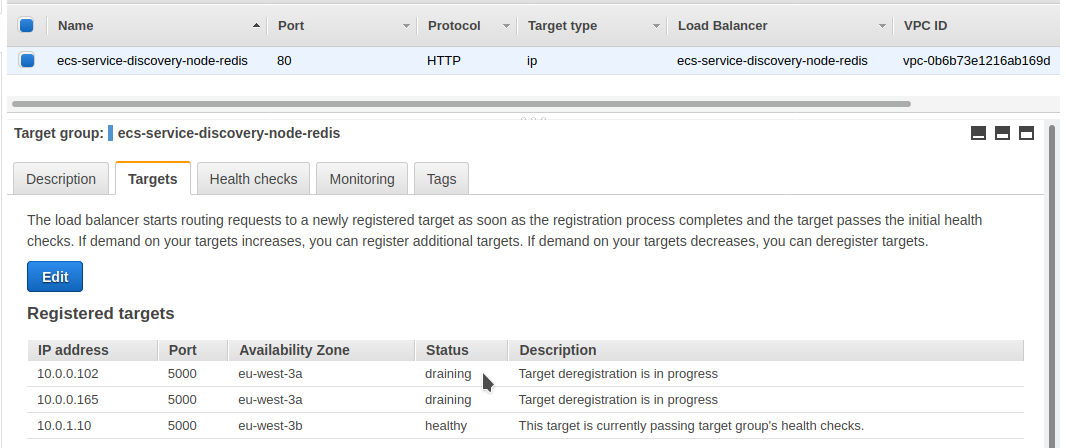 Name Port Protocol Target type Load Balancer VPC ID
ecs-service-discovery-node-redis 80 HTTP ip ecs-service-discovery-node-redis vpc-0b6b73e1216ab169d
Target group: ecs-service-discovery-node-redis
Description Targets Health checks Monitoring Tags
The load balancer starts routing requests to a newly registered target as soon as the registration process completes and the target passes the initial health
checks. If demand on your targets increases, you can register additional targets. If demand on your targets decreases, you can deregister targets.
Edit
Registered targets
IP address Port Availability Zone Status Description
10.0.0.102 5000 eu-west-3a draining Target deregistration is in progress
10.0.0.165 5000 eu-west-3a draining Target deregistration is in progress
10.0.1.10 5000 eu-west-3b healthy This target is currently passing target group's health checks.